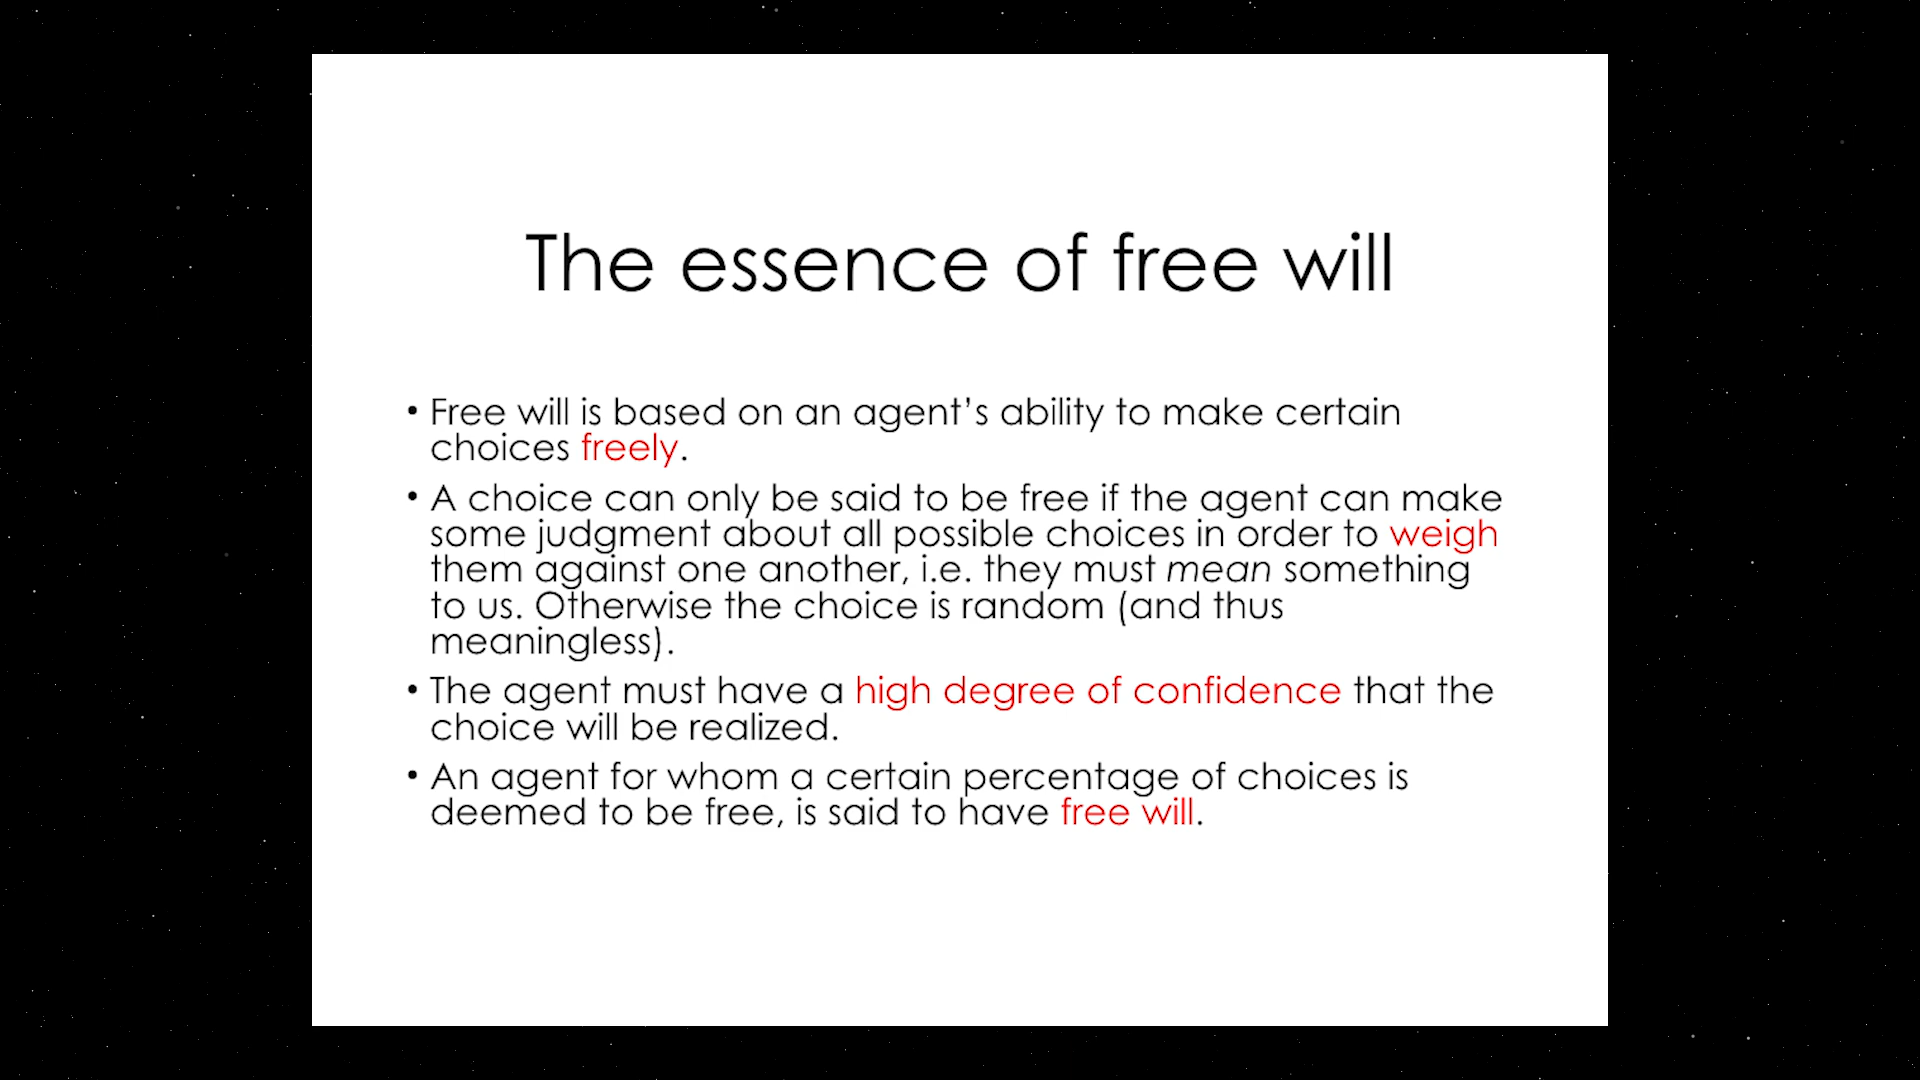 The essence of free will
• Free will is based on an agent’s ability to make certain
choices freely.
• A choice can only be said to be free if the agent can make
some judgment about all possible choices in order to weigh
them against one another, i.e. they must mean something
to us. Otherwise the choice is random (and thus
meaningless).
• The agent must have a high degree of confidence that the
choice will be realized.
• An agent for whom a certain percentage of choices is
deemed to be free, is said to have free will.